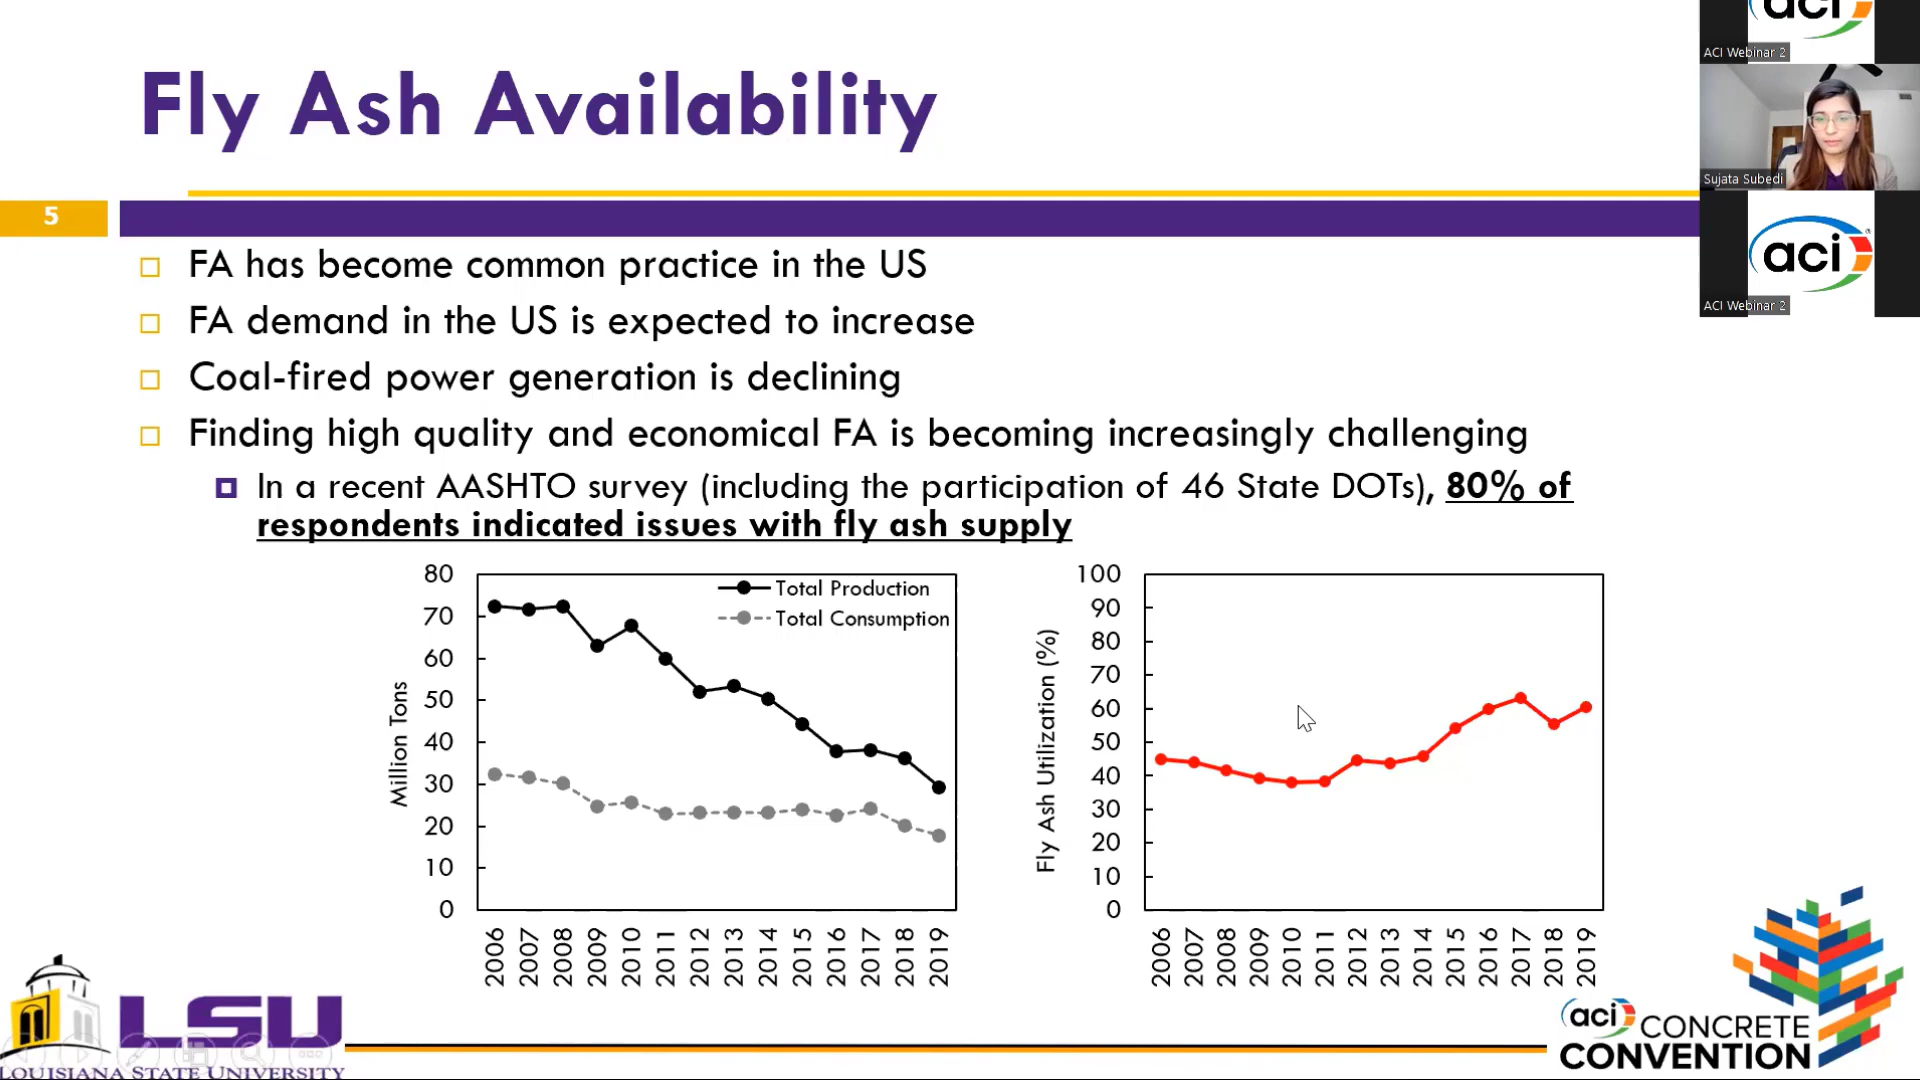 Fly Ash Availability
aci
ACI Webinar 2
Sujata Subedi
aci
ACI Webinar 2
5
FA has become common practice in the US
FA demand in the US is expected to increase
Coal-fired power generation is declining
Finding high quality and economical FA is becoming increasingly challenging
In a recent AASHTO survey (including the participation of 46 State DOTs), 80% of
respondents indicated issues with fly ash supply
Million Tons
80
70
60
50
40
30
20
10
0
Total Production
Total Consumption
2006 2007 2008 2009 2010 2011 2012 2013 2014 2015 2016 2017 2018 2019
Fly Ash Utilization (%)
100
90
80
70
60
50
40
30
20
10
0
2006 2007 2008 2009 2010 2011 2012 2013 2014 2015 2016 2017 2018 2019
LSU
LOUISIANA STATE UNIVERSITY
aci CONCRETE
CONVENTION